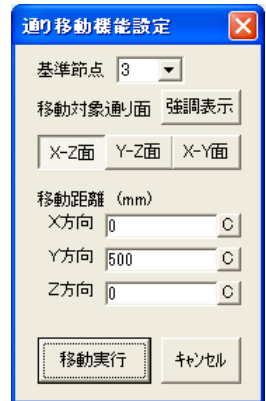 通り移動機能設定
基準節点 3
移動対象通り面 強調表示
X-Z面 Y-Z面 X-Y面
移動距離 (mm)
X方向 0 C
Y方向 500 C
Z方向 0 C
移動実行 キャンセル